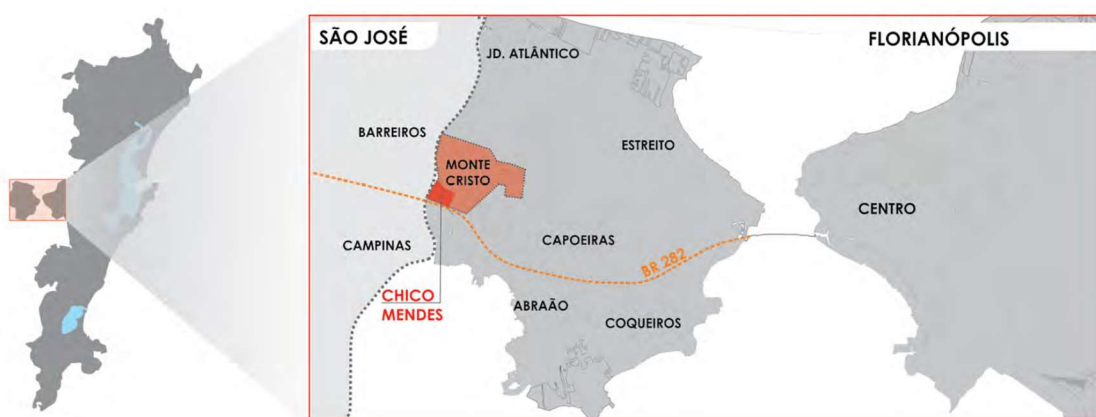 SÃO JOSÉ
FLORIANÓPOLIS
JD. ATLÂNTICO
BARREIROS
ESTREITO
MONTE
CRISTO
CENTRO
CAMPINAS
CAPOEIRAS
BR 282
CHICO
MENDES
ABRAÃO
COQUEIROS